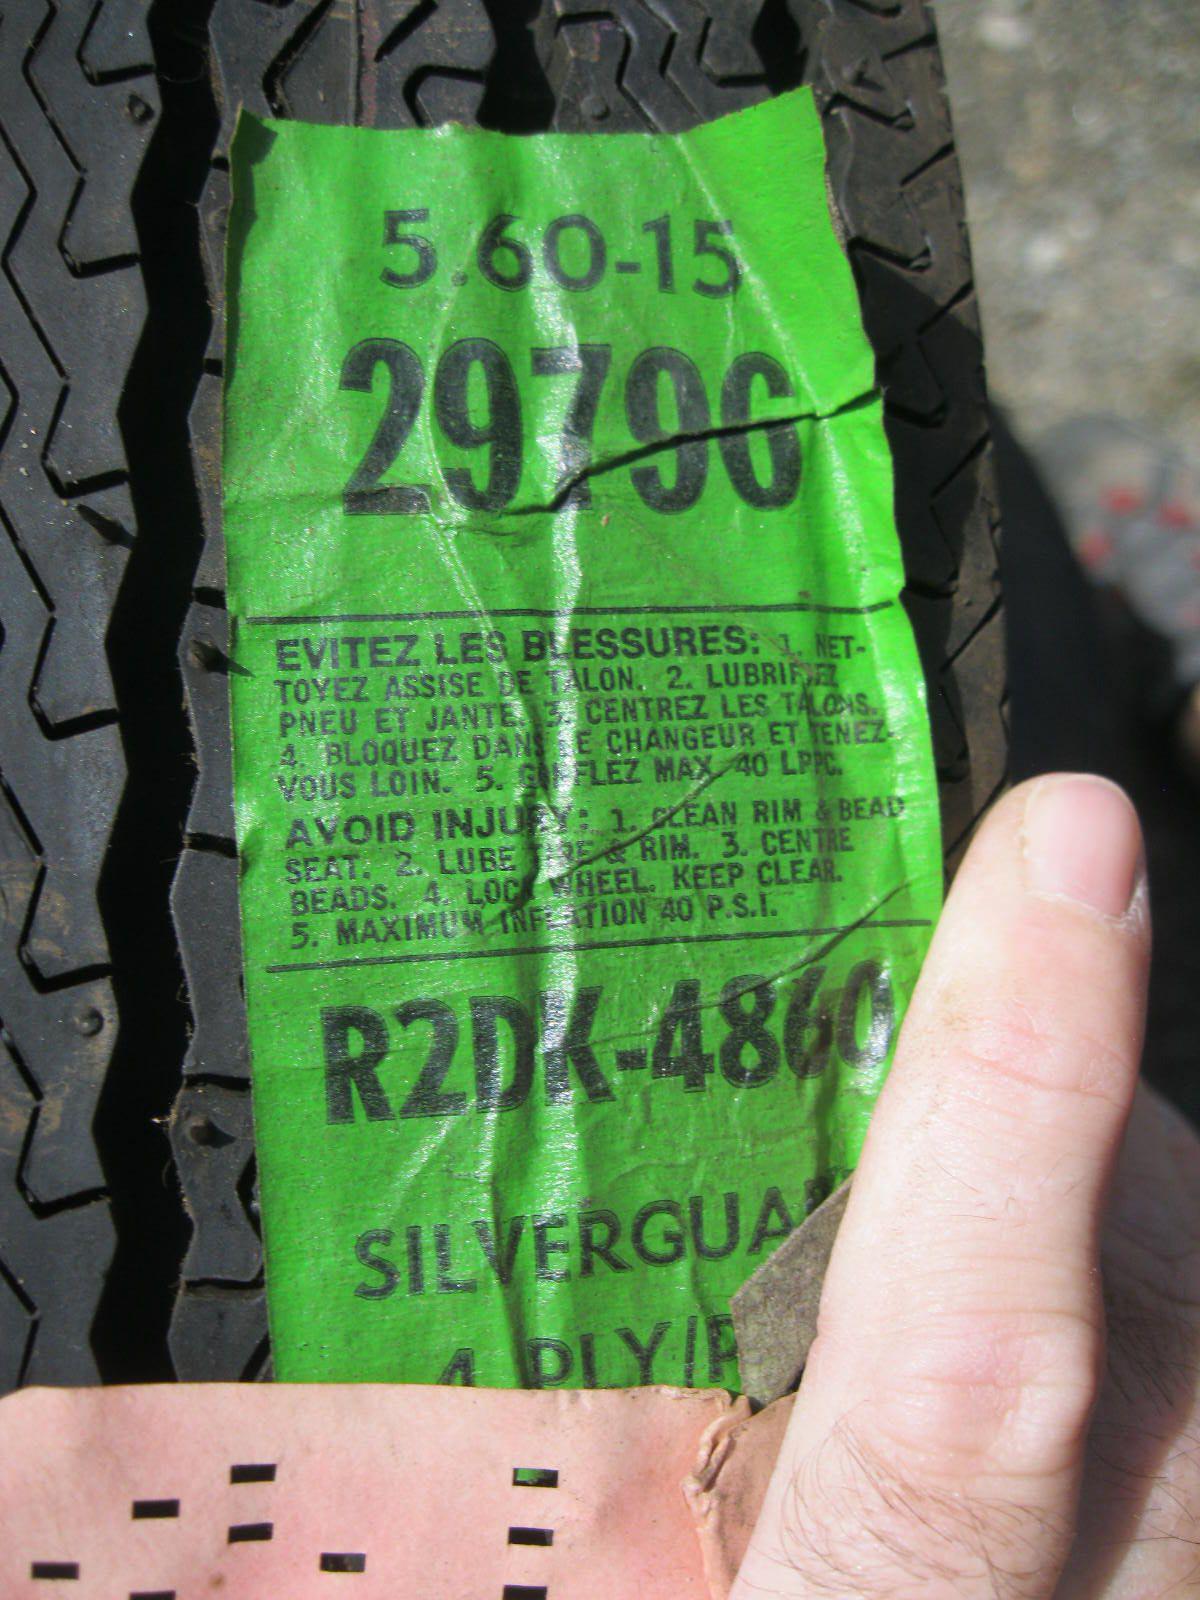 5.60-15
29796
EVITEZ LES BLESSURES: 1. NET-
TOYEZ ASSISE DE TALON. 2. LUBRIFIEZ
PNEU ET JANTE. 3. CENTREZ LES TALONS.
4. BLOQUEZ DANS LE CHANGEUR ET TENEZ-
VOUS LOIN. 5. GONFLEZ MAX. 40 LPPC.
AVOID INJURY: 1. CLEAN RIM & BEAD
SEAT. 2. LUBE TIRE & RIM. 3. CENTRE
BEADS. 4. LOCK WHEEL. KEEP CLEAR.
5. MAXIMUM INFLATION 40 P.S.I.
R2DK-4860
SILVERGUA
4 PLY/P